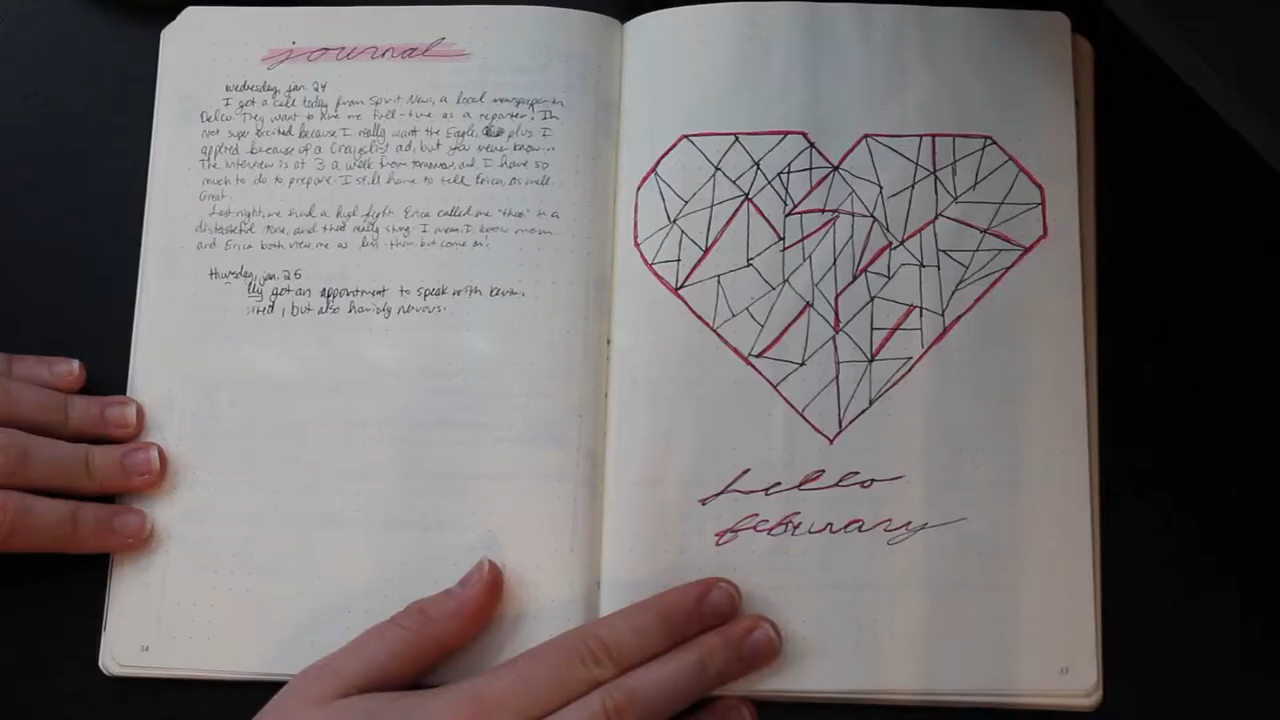 journal
wednesday, jan. 24
I got a call today from Spirit News, a local newspaper in
Delco. They want to hire me full-time as a reporter! I'm
not super excited because I really want the Eagle, plus I
applied because of a Craigslist ad, but you never know...
The interview is at 3 a week from tomorrow, and I have so
much to do to prepare. I still have to tell Erica, as well.
Great.
Last night, we had a huge fight. Erica called me "that" in a
distasteful tone, and that really stung. I mean, I know mom
and Erica both view me as less than, but come on!
thursday, jan. 25
lly got an appointment to speak with
, but also horribly nervous.
hello
feburary
34